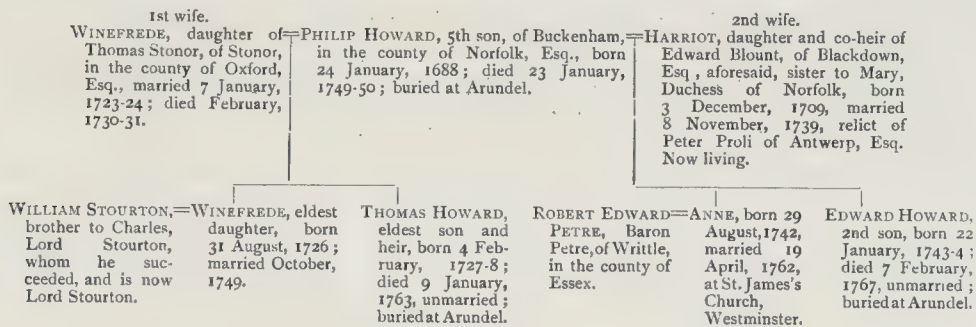 1st wife.
WINEFREDE, daughter of
Thomas Stonor, of Stonor,
in the county of Oxford,
Esq., married 7 January,
1723-24; died February,
1730-31.
=PHILIP HOWARD, 5th son, of Buckenham,=
in the county of Norfolk, Esq., born
24 January, 1688; died 23 January,
1749-50; buried at Arundel.
2nd wife.
HARRIOT, daughter and co-heir of
Edward Blount, of Blackdown,
Esq , aforesaid, sister to Mary,
Duchess of Norfolk, born
3 December, 1709, married
8 November, 1739, relict of
Peter Proli of Antwerp, Esq.
Now living.
WILLIAM STOURTON,=
brother to Charles,
Lord Stourton,
whom he suc-
ceeded, and is now
Lord Stourton.
WINEFREDE, eldest
daughter, born
31 August, 1726;
married October,
1749.
THOMAS HOWARD,
eldest son and
heir, born 4 Feb-
ruary, 1727-8;
died 9 January,
1763, unmarried;
buried at Arundel.
ROBERT EDWARD=
PETRE, Baron
Petre, of Writtle,
in the county of
Essex.
ANNE, born 29
August, 1742,
married 19
April, 1762,
at St. James's
Church,
Westminster.
EDWARD HOWARD,
2nd son, born 22
January, 1743-4;
died 7 February,
1767, unmarried;
buried at Arundel.